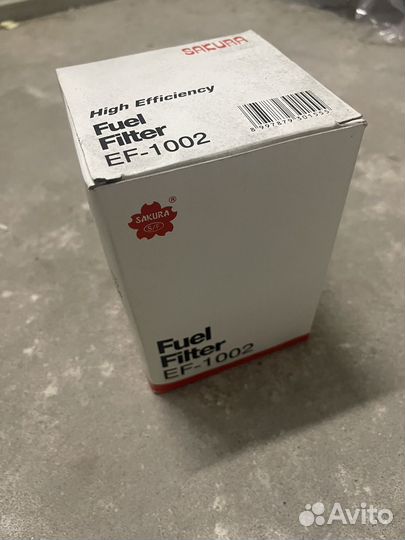 SAKURA
High Efficiency
Fuel
Filter
EF-1002
SAKURA
®
S/F
Fuel
Filter
EF-1002
Avito